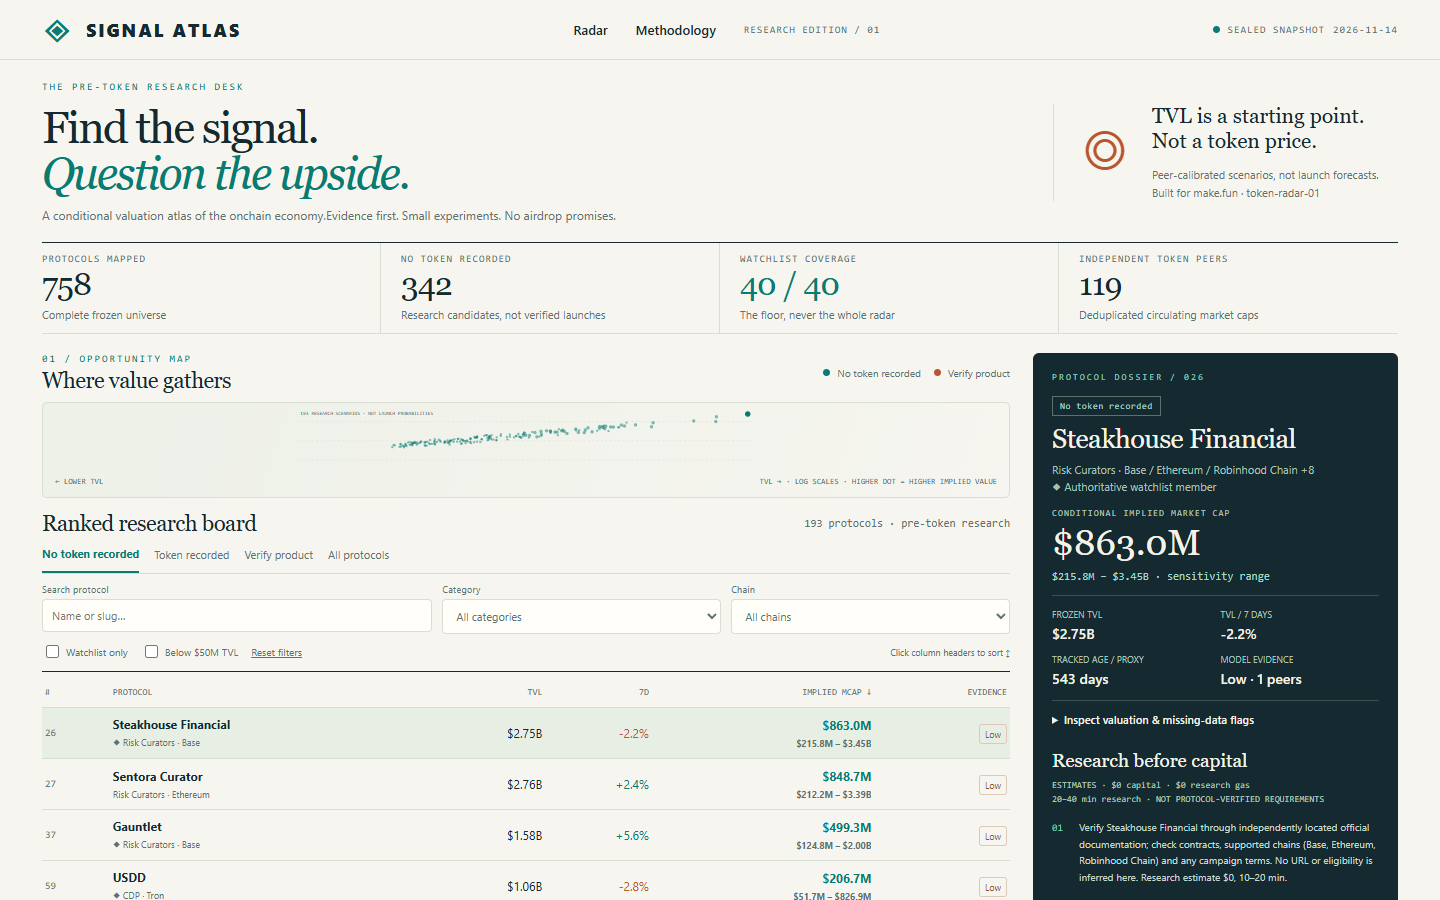 SIGNAL ATLAS
Radar
Methodology
RESEARCH EDITION / 01
SEALED SNAPSHOT 2026-11-14
THE PRE-TOKEN RESEARCH DESK
Find the signal.
Question the upside.
A conditional valuation atlas of the onchain economy.Evidence first. Small experiments. No airdrop promises.
TVL is a starting point.
Not a token price.
Peer-calibrated scenarios, not launch forecasts.
Built for make.fun · token-radar-01
PROTOCOLS MAPPED
758
Complete frozen universe
NO TOKEN RECORDED
342
Research candidates, not verified launches
WATCHLIST COVERAGE
40 / 40
The floor, never the whole radar
INDEPENDENT TOKEN PEERS
119
Deduplicated circulating market caps
01 / OPPORTUNITY MAP
Where value gathers
No token recorded
Verify product
193 RESEARCH SCENARIOS · NOT LAUNCH PROBABILITIES
← LOWER TVL
TVL → · LOG SCALES · HIGHER DOT = HIGHER IMPLIED VALUE
Ranked research board
193 protocols · pre-token research
No token recorded
Token recorded
Verify product
All protocols
Search protocol
Name or slug...
Category
All categories
Chain
All chains
Watchlist only
Below $50M TVL
Reset filters
Click column headers to sort ↕
# PROTOCOL TVL 7D IMPLIED MCAP ↓ EVIDENCE
26 Steakhouse Financial $2.75B -2.2% $863.0M Low
◆ Risk Curators · Base $215.8M – $3.45B
27 Sentora Curator $2.76B +2.4% $848.7M Low
Risk Curators · Ethereum $212.2M – $3.39B
37 Gauntlet $1.58B +5.6% $499.3M Low
◆ Risk Curators · Base $124.8M – $2.00B
59 USDD $1.06B -2.8% $206.7M Low
◆ CDP · Tron $51.7M – $826.9M
PROTOCOL DOSSIER / 026
No token recorded
Steakhouse Financial
Risk Curators · Base / Ethereum / Robinhood Chain +8
◆ Authoritative watchlist member
CONDITIONAL IMPLIED MARKET CAP
$863.0M
$215.8M – $3.45B · sensitivity range
FROZEN TVL
$2.75B
TVL / 7 DAYS
-2.2%
TRACKED AGE / PROXY
543 days
MODEL EVIDENCE
Low · 1 peers
▶ Inspect valuation & missing-data flags
Research before capital
ESTIMATES · $0 capital · $0 research gas
20–40 min research · NOT PROTOCOL-VERIFIED REQUIREMENTS
01 Verify Steakhouse Financial through independently located official
documentation; check contracts, supported chains (Base, Ethereum,
Robinhood Chain) and any campaign terms. No URL or eligibility is
inferred here. Research estimate $0, 10–20 min.